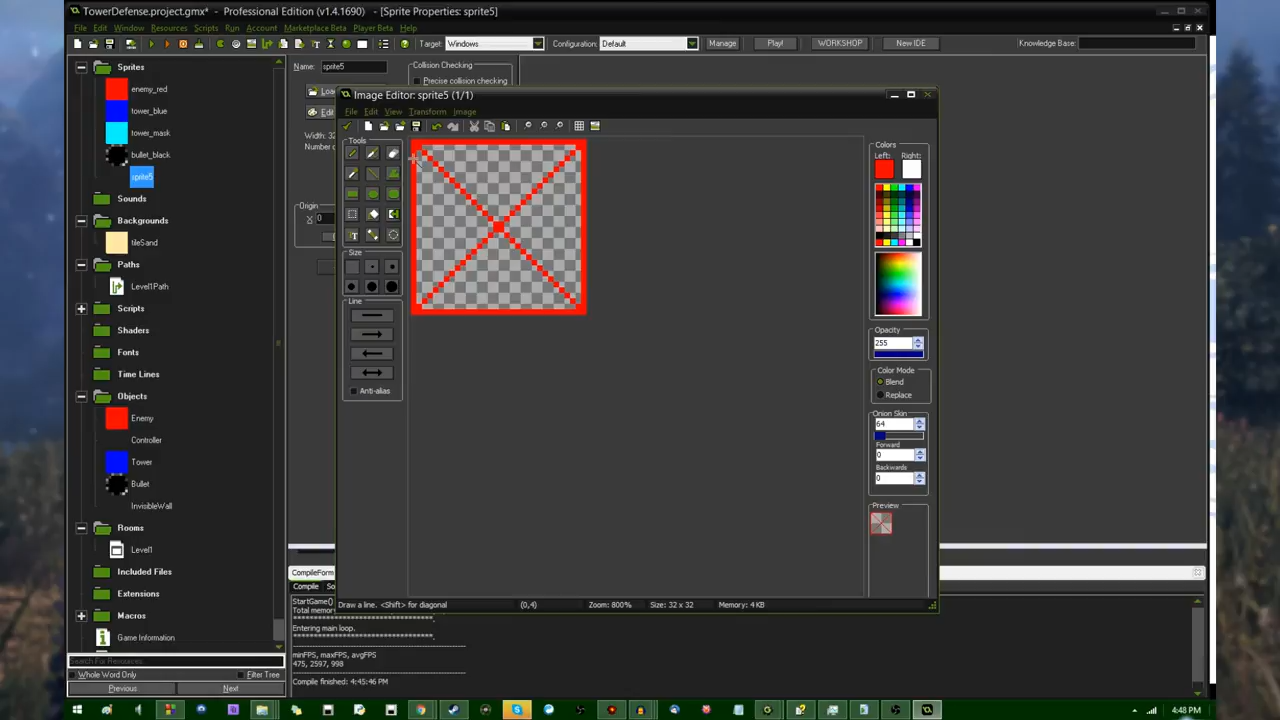 TowerDefense.project.gmx* - Professional Edition (v1.4.1690) - [Sprite Properties: sprite5]
File Edit Window Resources Scripts Run Account Marketplace Beta Player Beta Help
Target: Windows Configuration: Default Manage Play! WORKSHOP New IDE Knowledge Base:
Sprites
enemy_red
tower_blue
tower_mask
bullet_black
sprite5
Sounds
Backgrounds
tileSand
Paths
Level1Path
Scripts
Shaders
Fonts
Time Lines
Objects
Enemy
Controller
Tower
Bullet
InvisibleWall
Rooms
Level1
Included Files
Extensions
Macros
Game Information
Search For Resources
Whole Word Only Filter Tree
Previous Next
Name: sprite5
Collision Checking
Precise collision checking
Origin
X 0
Image Editor: sprite5 (1/1)
File Edit View Transform Image
Tools
Size
Line
Anti-alias
Colors
Left: Right:
Opacity
255
Color Mode
Blend
Replace
Onion Skin
64
Forward
0
Backwards
0
Preview
Draw a line. <Shift> for diagonal (0,4) Zoom: 800% Size: 32 x 32 Memory: 4 KB
CompileForm
Compile
StartGame()
Entering main loop.
minFPS, maxFPS, avgFPS
475, 2597, 998
Compile finished: 4:45:46 PM
4:48 PM